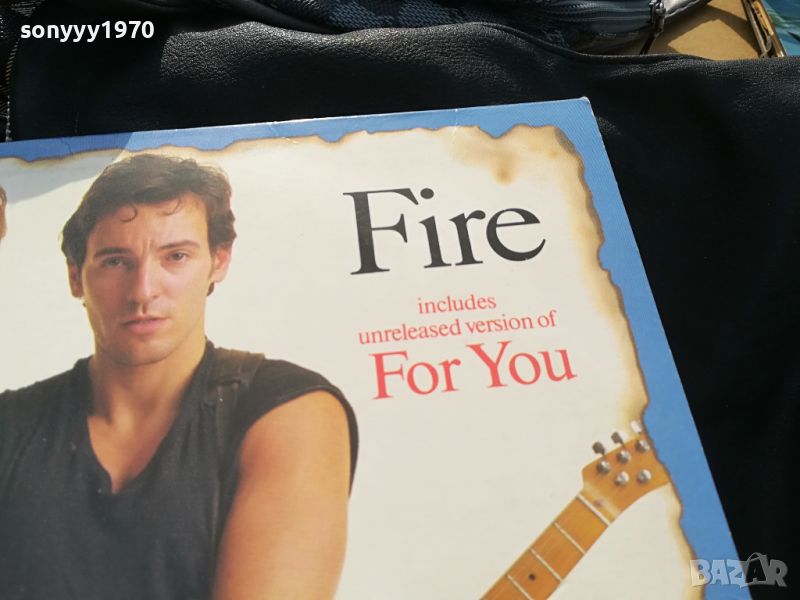 sonyyy1970
Fire
includes
unreleased version of
For You
BAZAR